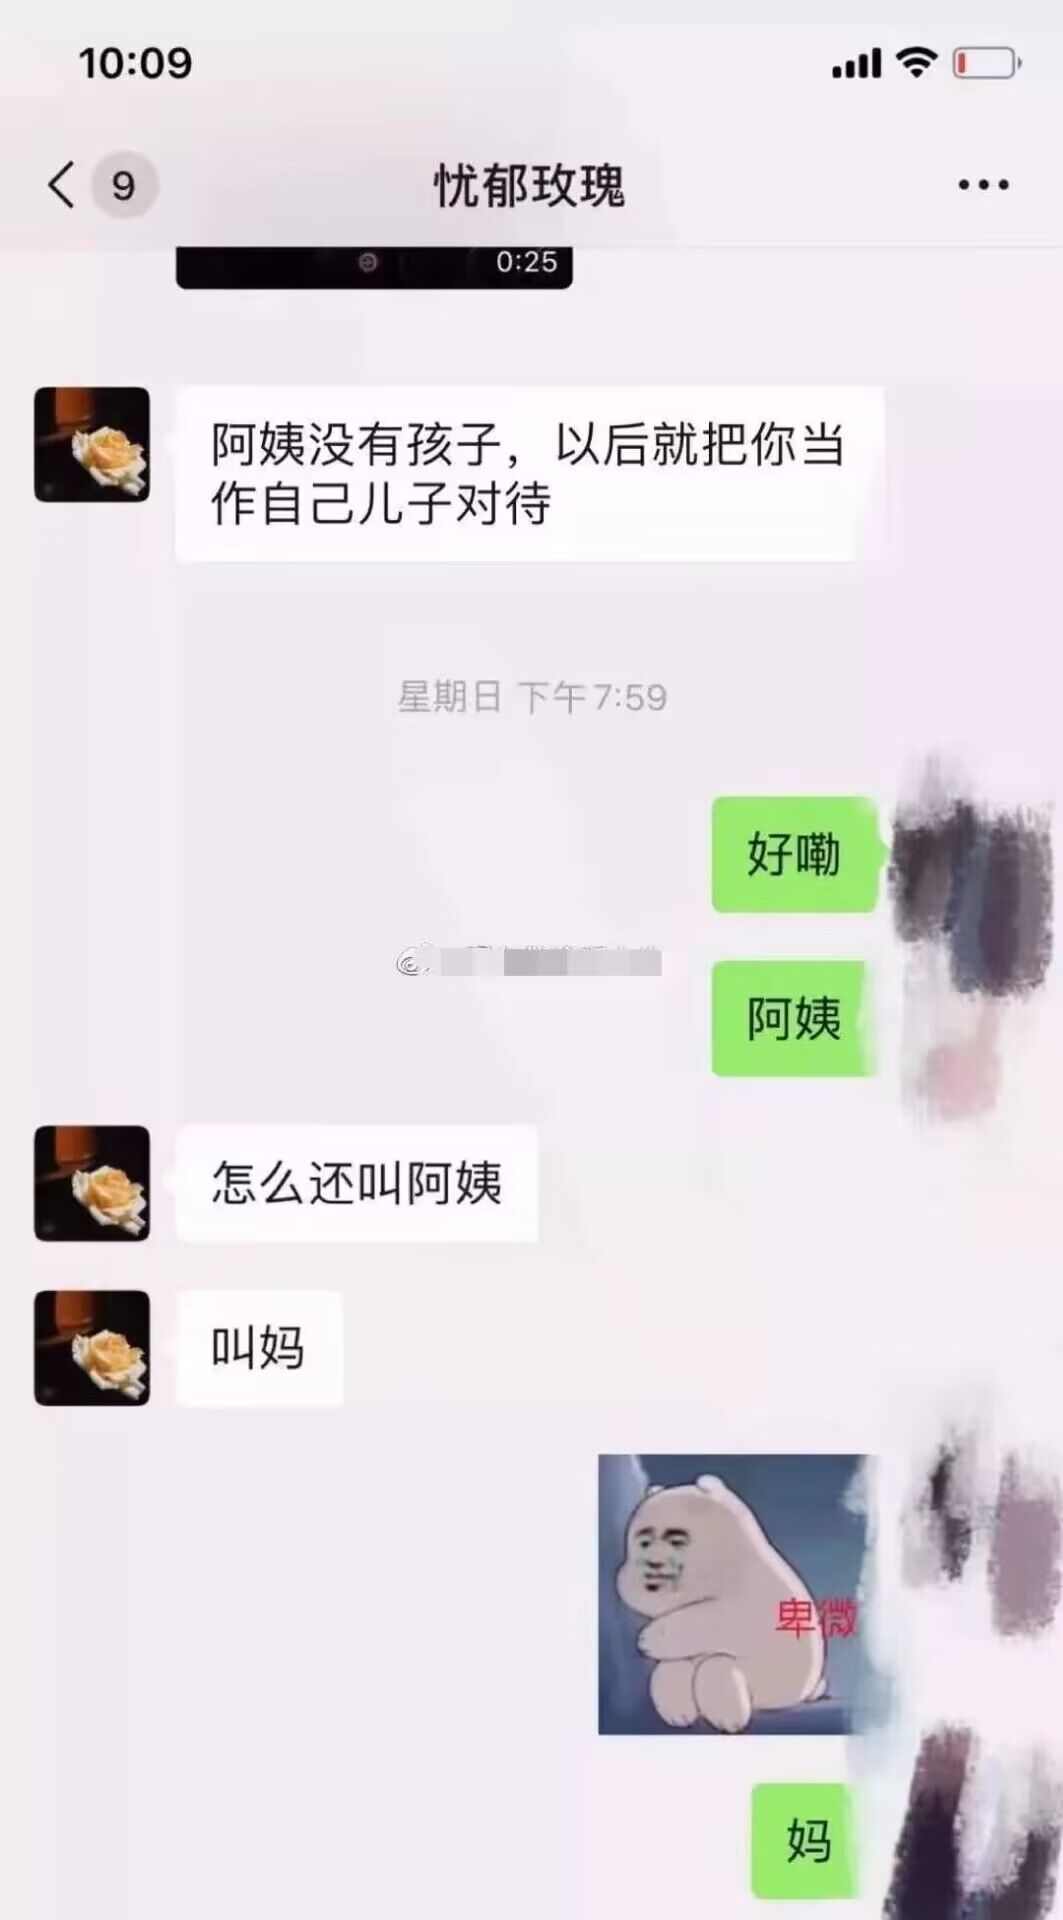 10:09
9
忧郁玫瑰
0:25
阿姨没有孩子，以后就把你当
作自己儿子对待
星期日 下午7:59
好嘞
阿姨
怎么还叫阿姨
叫妈
卑微
妈